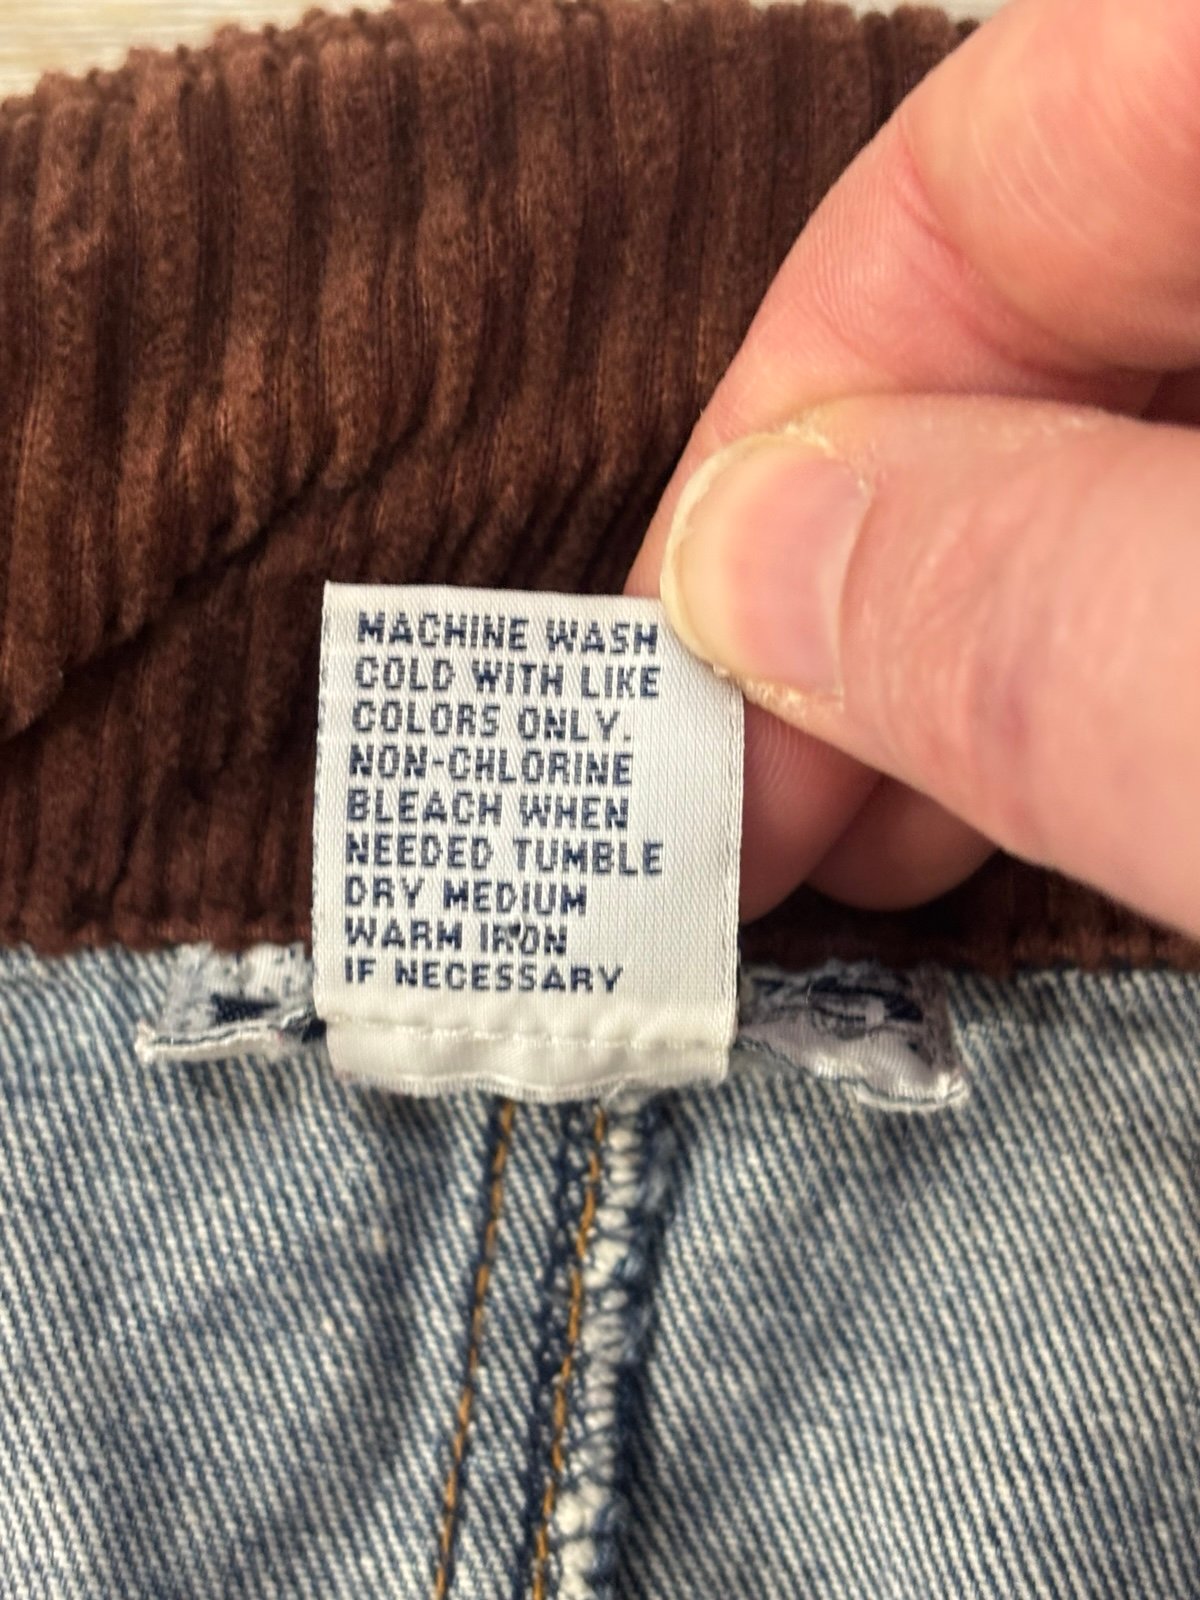 MACHINE WASH
COLD WITH LIKE
COLORS ONLY.
NON-CHLORINE
BLEACH WHEN
NEEDED TUMBLE
DRY MEDIUM
WARM IRON
IF NECESSARY